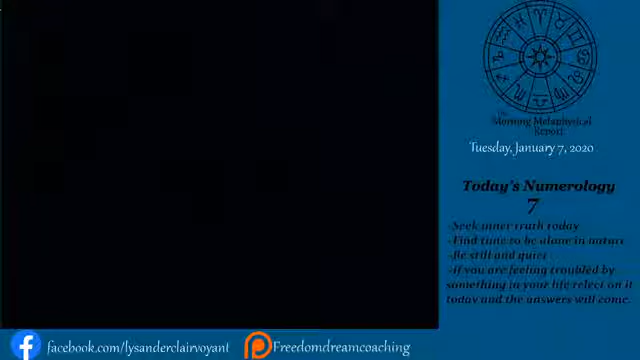 The
Morning Metaphysical
Report
Tuesday, January 7, 2020
Today's Numerology
7
-Seek inner truth today
-Find time to be alone in nature
-Be still and quiet
-If you are feeling troubled by
something in your life relect on it
today and the answers will come.
facebook.com/lysanderclairvoyant
Freedomdreamcoaching